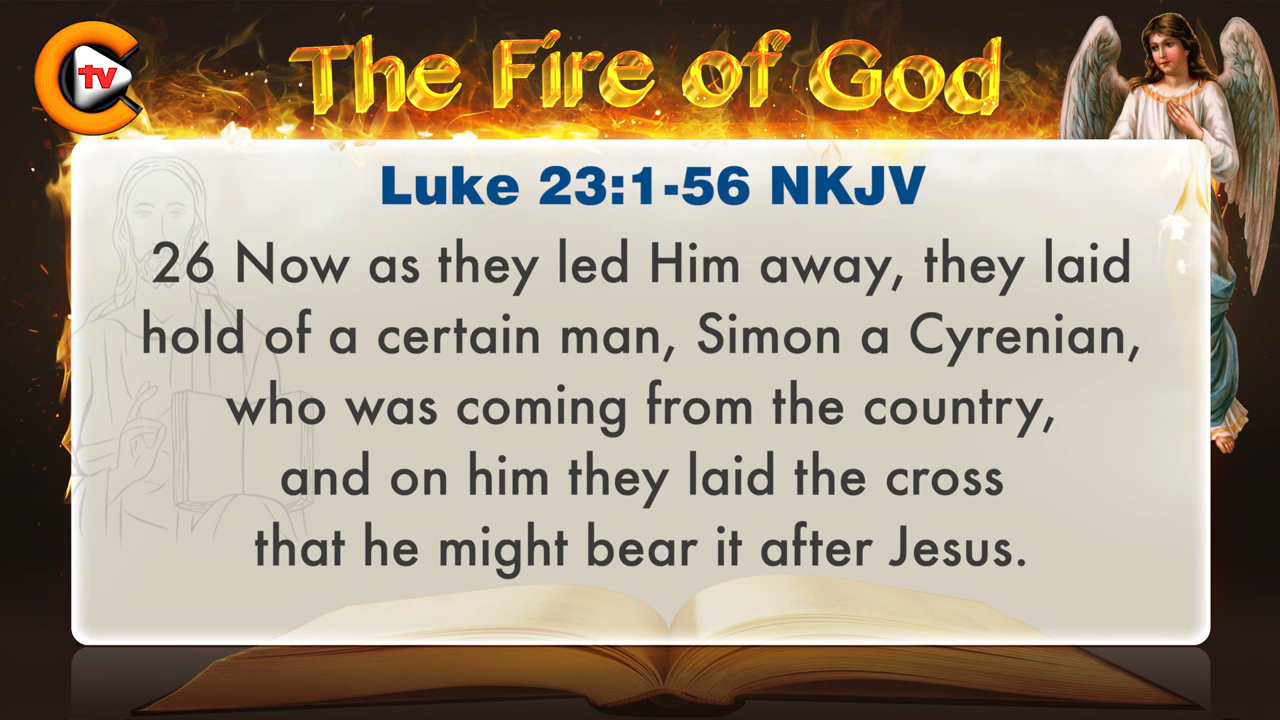 tv
The Fire of God
Luke 23:1-56 NKJV
26 Now as they led Him away, they laid
hold of a certain man, Simon a Cyrenian,
who was coming from the country,
and on him they laid the cross
that he might bear it after Jesus.